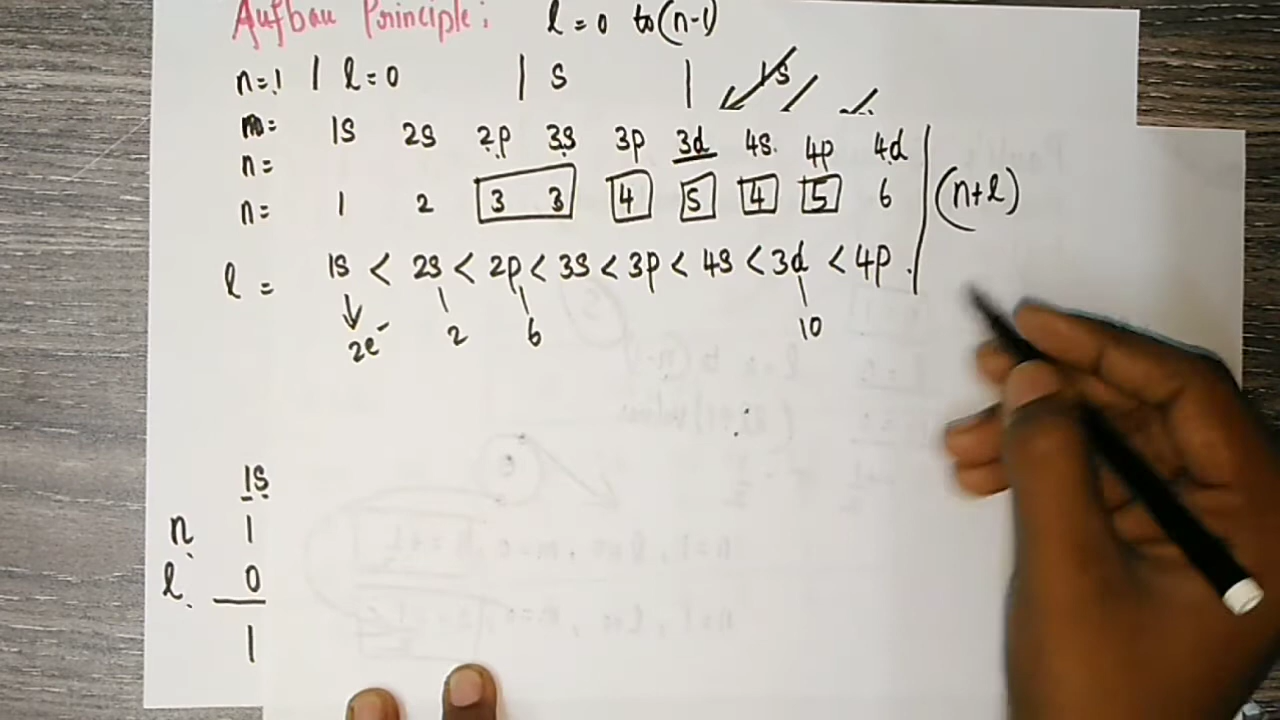 Aufbau Principle: l = 0 to (n-1)
n=1 | l=0 | s | 1s
m= 1s 2s 2p 3s 3p 3d 4s 4p 4d
n:
n= 1 2 3 3 4 5 4 5 6 (n+l)
l = 1s < 2s < 2p < 3s < 3p < 4s < 3d < 4p.
2e⁻ 2 6 10
1s
n 1
l 0
1